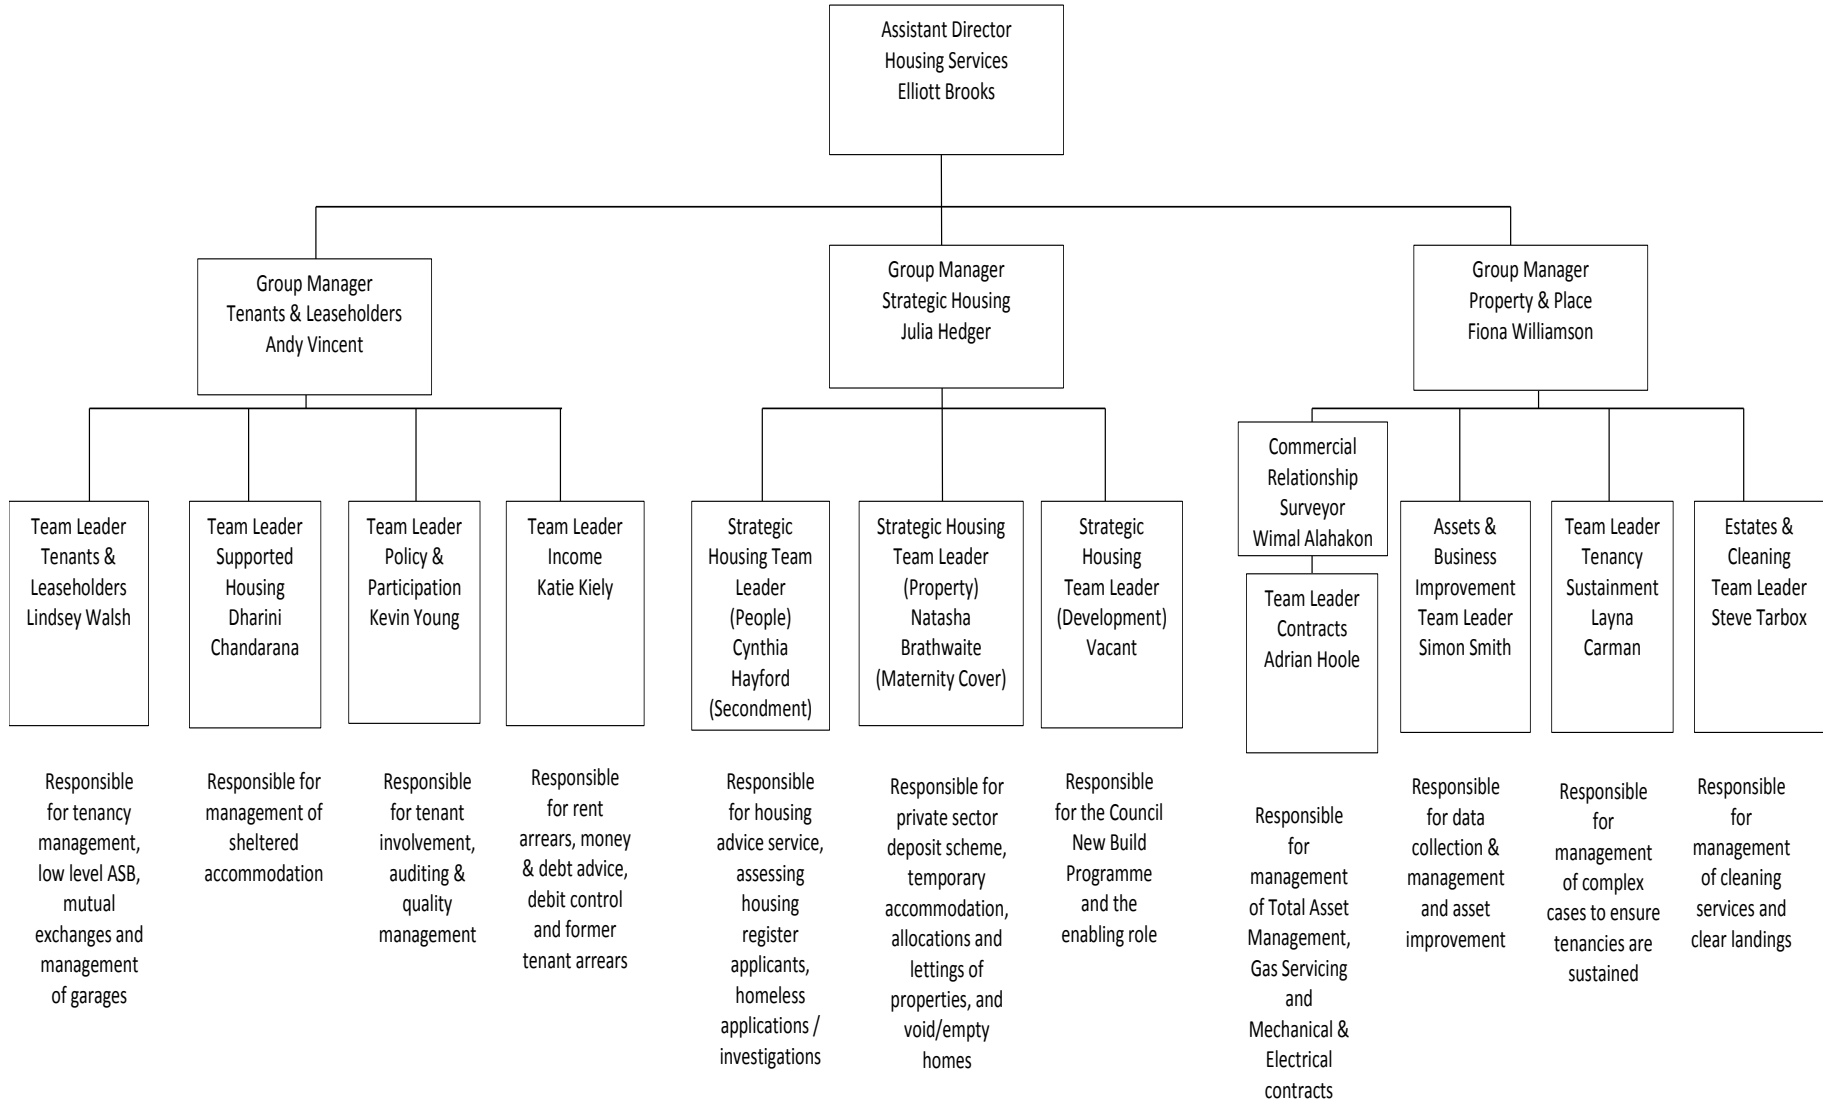 Assistant Director
Housing Services
Elliott Brooks
Group Manager
Tenants & Leaseholders
Andy Vincent
Group Manager
Strategic Housing
Julia Hedger
Group Manager
Property & Place
Fiona Williamson
Team Leader
Tenants &
Leaseholders
Lindsey Walsh
Team Leader
Supported
Housing
Dharini
Chandarana
Team Leader
Policy &
Participation
Kevin Young
Team Leader
Income
Katie Kiely
Strategic
Housing Team
Leader
(People)
Cynthia
Hayford
(Secondment)
Strategic Housing
Team Leader
(Property)
Natasha
Brathwaite
(Maternity Cover)
Strategic
Housing
Team Leader
(Development)
Vacant
Commercial
Relationship
Surveyor
Wimal Alahakon
Team Leader
Contracts
Adrian Hoole
Assets &
Business
Improvement
Team Leader
Simon Smith
Team Leader
Tenancy
Sustainment
Layna
Carman
Estates &
Cleaning
Team Leader
Steve Tarbox
Responsible
for tenancy
management,
low level ASB,
mutual
exchanges and
management
of garages
Responsible for
management of
sheltered
accommodation
Responsible
for tenant
involvement,
auditing &
quality
management
Responsible
for rent
arrears, money
& debt advice,
debit control
and former
tenant arrears
Responsible
for housing
advice service,
assessing
housing
register
applicants,
homeless
applications /
investigations
Responsible for
private sector
deposit scheme,
temporary
accommodation,
allocations and
lettings of
properties, and
void/empty
homes
Responsible
for the Council
New Build
Programme
and the
enabling role
Responsible
for
management
of Total Asset
Management,
Gas Servicing
and
Mechanical &
Electrical
contracts
Responsible
for data
collection &
management
and asset
improvement
Responsible
for
management
of complex
cases to ensure
tenancies are
sustained
Responsible
for
management
of cleaning
services and
clear landings